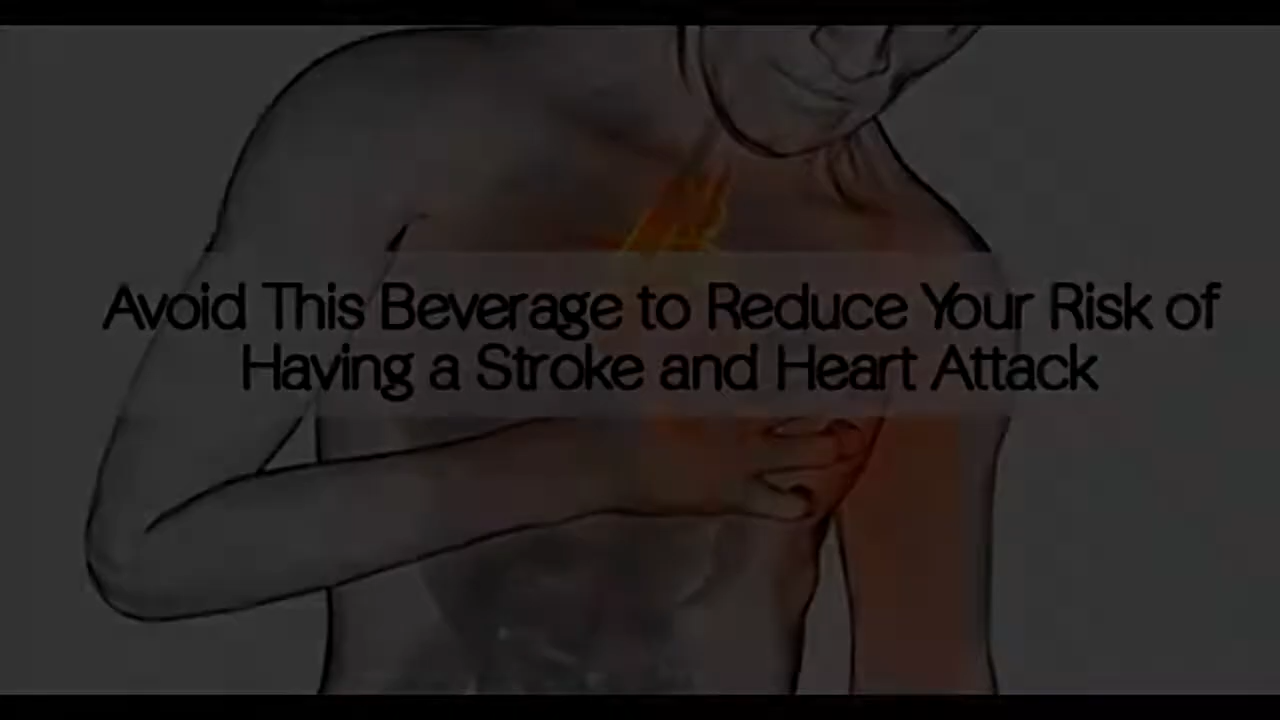 Avoid This Beverage to Reduce Your Risk of
Having a Stroke and Heart Attack